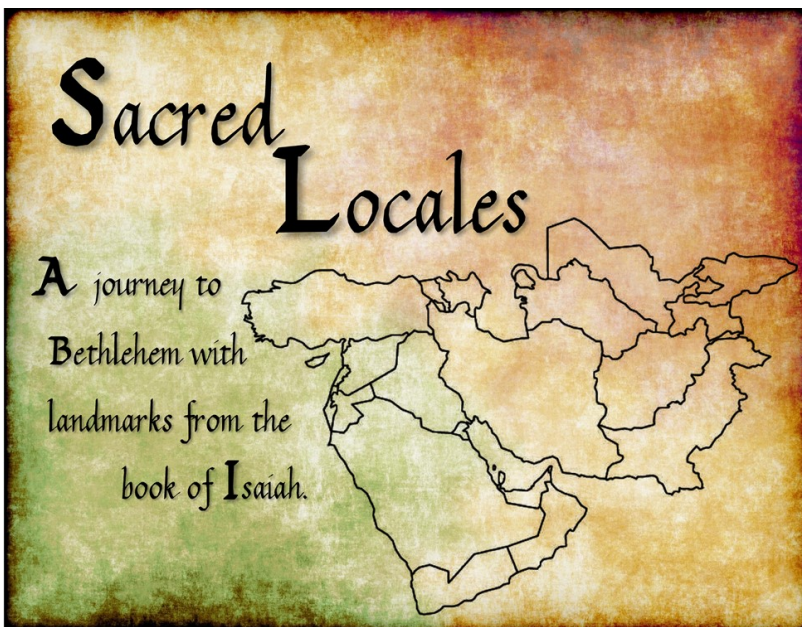 Sacred
Locales
A journey to
Bethlehem with
landmarks from the
book of Isaiah.